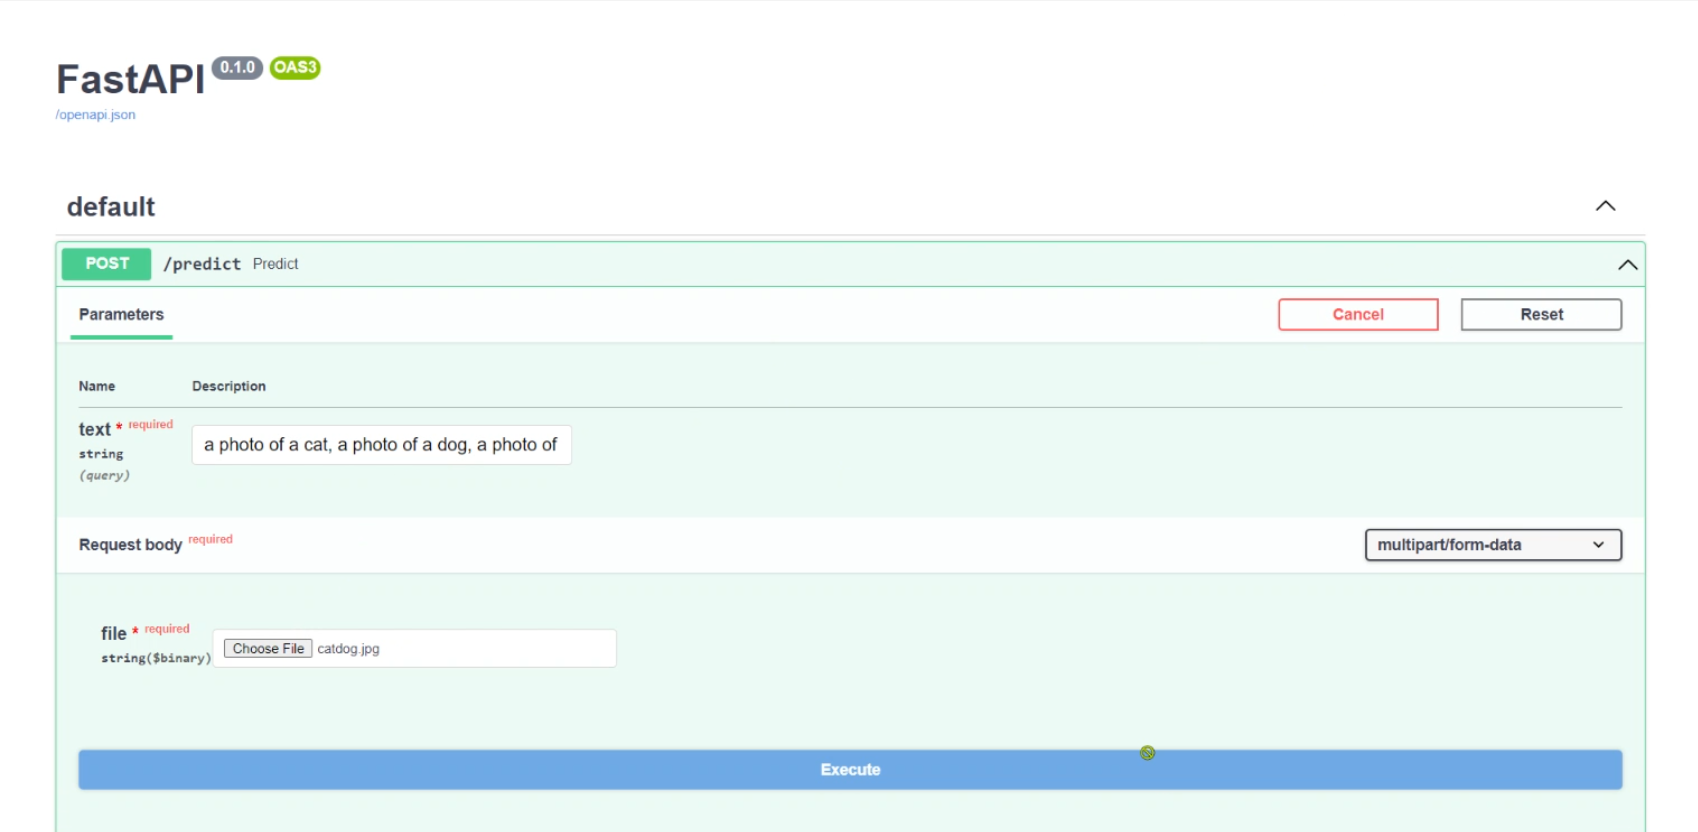 FastAPI 0.1.0 OAS3
/openapi.json
default
POST /predict Predict
Parameters
Cancel
Reset
Name Description
text * required
string
(query)
a photo of a cat, a photo of a dog, a photo of
Request body required
multipart/form-data
file * required
string($binary)
Choose File catdog.jpg
Execute